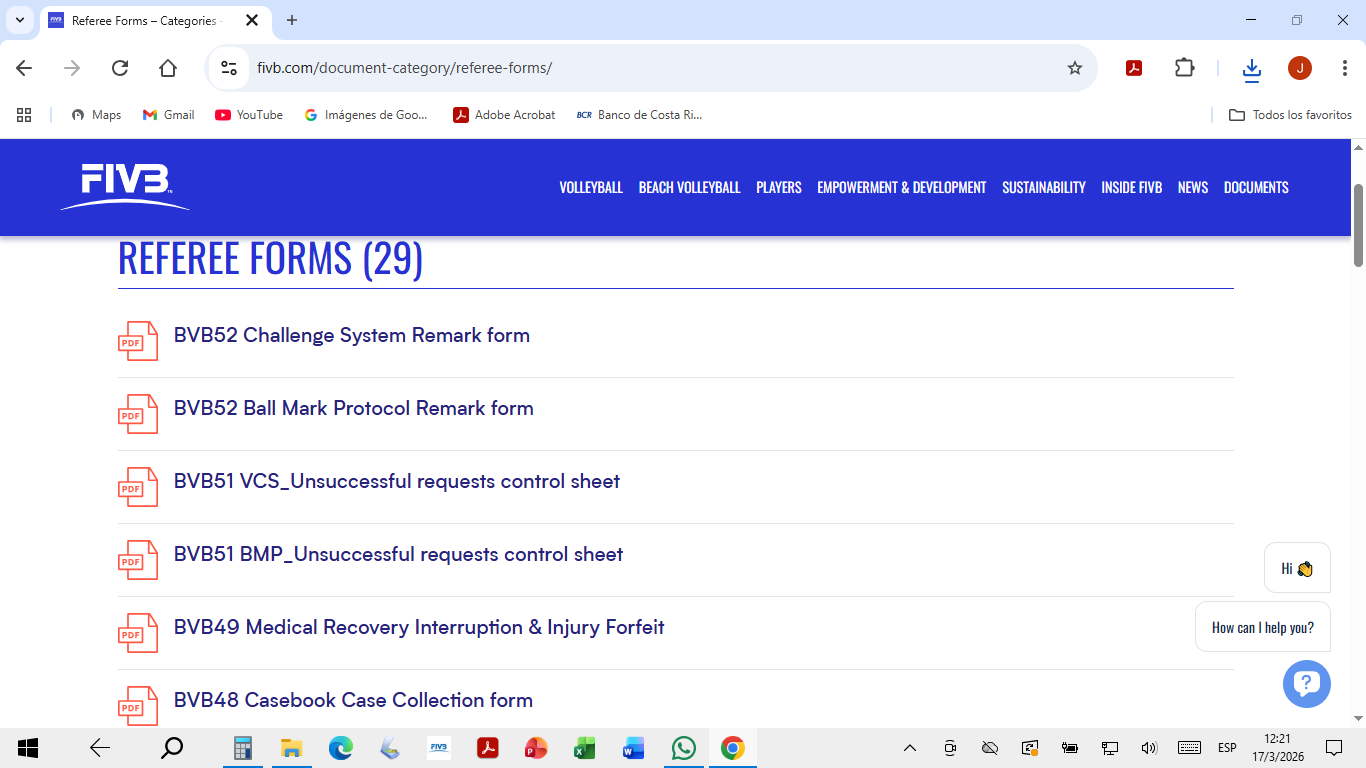 Referee Forms – Categories -
fivb.com/document-category/referee-forms/
J
Maps
Gmail
YouTube
Imágenes de Goo...
Adobe Acrobat
BCR Banco de Costa Ri...
Todos los favoritos
FIVB
VOLLEYBALL
BEACH VOLLEYBALL
PLAYERS
EMPOWERMENT & DEVELOPMENT
SUSTAINABILITY
INSIDE FIVB
NEWS
DOCUMENTS
REFEREE FORMS (29)
PDF BVB52 Challenge System Remark form
PDF BVB52 Ball Mark Protocol Remark form
PDF BVB51 VCS_Unsuccessful requests control sheet
PDF BVB51 BMP_Unsuccessful requests control sheet
PDF BVB49 Medical Recovery Interruption & Injury Forfeit
PDF BVB48 Casebook Case Collection form
Hi 👏
How can I help you?
FIVB
ESP
12:21
17/3/2026